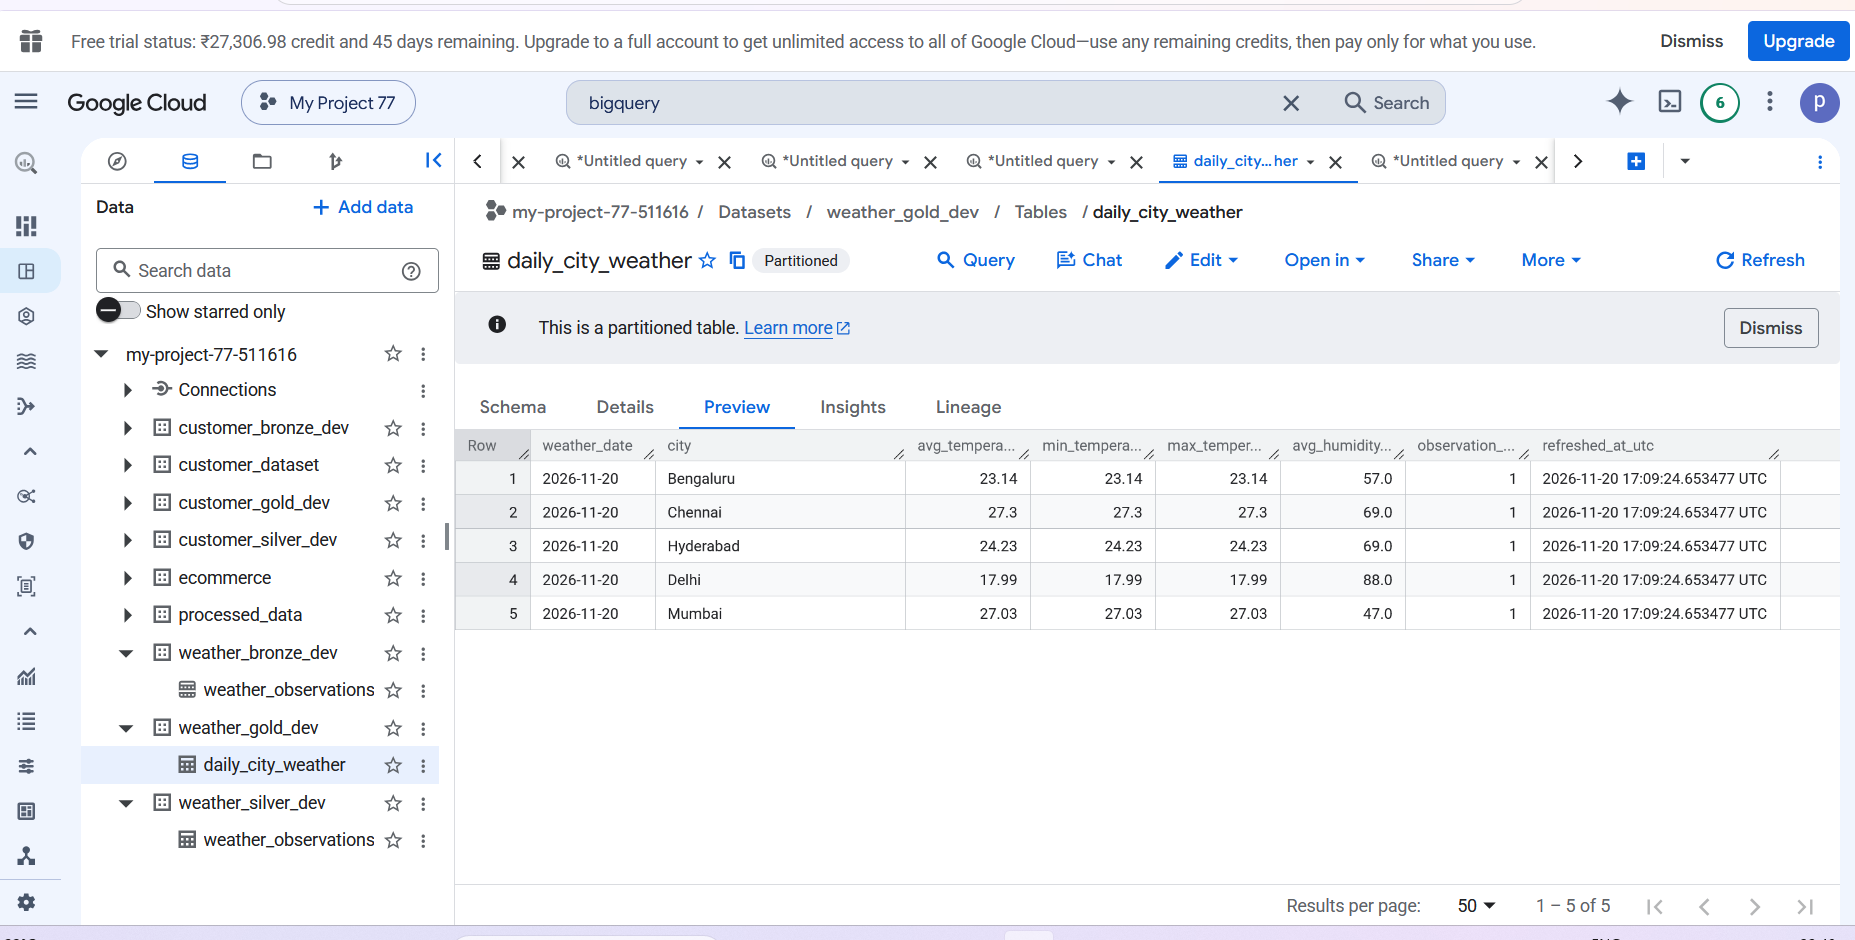 Free trial status: ₹27,306.98 credit and 45 days remaining. Upgrade to a full account to get unlimited access to all of Google Cloud—use any remaining credits, then pay only for what you use.
Dismiss
Upgrade
Google Cloud
My Project 77
bigquery
Search
6
p
*Untitled query
*Untitled query
*Untitled query
daily_city...her
*Untitled query
Data
Add data
Search data
Show starred only
my-project-77-511616
Connections
customer_bronze_dev
customer_dataset
customer_gold_dev
customer_silver_dev
ecommerce
processed_data
weather_bronze_dev
weather_observations
weather_gold_dev
daily_city_weather
weather_silver_dev
weather_observations
my-project-77-511616 / Datasets / weather_gold_dev / Tables / daily_city_weather
daily_city_weather
Partitioned
Query
Chat
Edit
Open in
Share
More
Refresh
This is a partitioned table. Learn more
Dismiss
Schema Details Preview Insights Lineage
Row weather_date city avg_tempera... min_tempera... max_temper... avg_humidity... observation_... refreshed_at_utc
1 2026-11-20 Bengaluru 23.14 23.14 23.14 57.0 1 2026-11-20 17:09:24.653477 UTC
2 2026-11-20 Chennai 27.3 27.3 27.3 69.0 1 2026-11-20 17:09:24.653477 UTC
3 2026-11-20 Hyderabad 24.23 24.23 24.23 69.0 1 2026-11-20 17:09:24.653477 UTC
4 2026-11-20 Delhi 17.99 17.99 17.99 88.0 1 2026-11-20 17:09:24.653477 UTC
5 2026-11-20 Mumbai 27.03 27.03 27.03 47.0 1 2026-11-20 17:09:24.653477 UTC
Results per page: 50 1 – 5 of 5